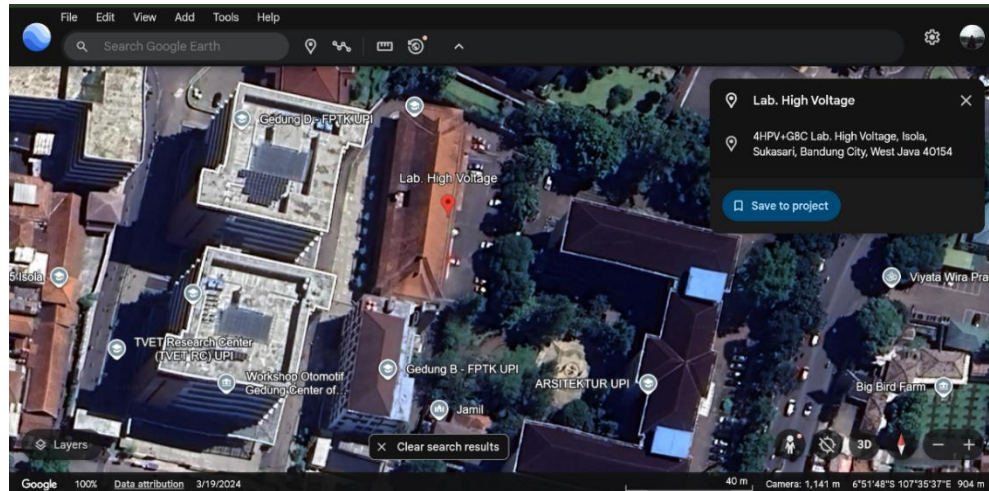 File Edit View Add Tools Help
Search Google Earth
Lab. High Voltage
4HPV+G8C Lab. High Voltage, Isola,
Sukasari, Bandung City, West Java 40154
Save to project
Gedung D - FPTK UPI
Lab. High Voltage
5 Isola
Viyata Wira Pra
TVET Research Center
(TVET RC) UPI
Workshop Otomotif
Gedung Center of...
Gedung B - FPTK UPI
ARSITEKTUR UPI
Big Bird Farm
Jamil
Layers
Clear search results
3D
Google 100% Data attribution 3/19/2024 40 m Camera: 1,141 m 6°51'48"S 107°35'37"E 904 m